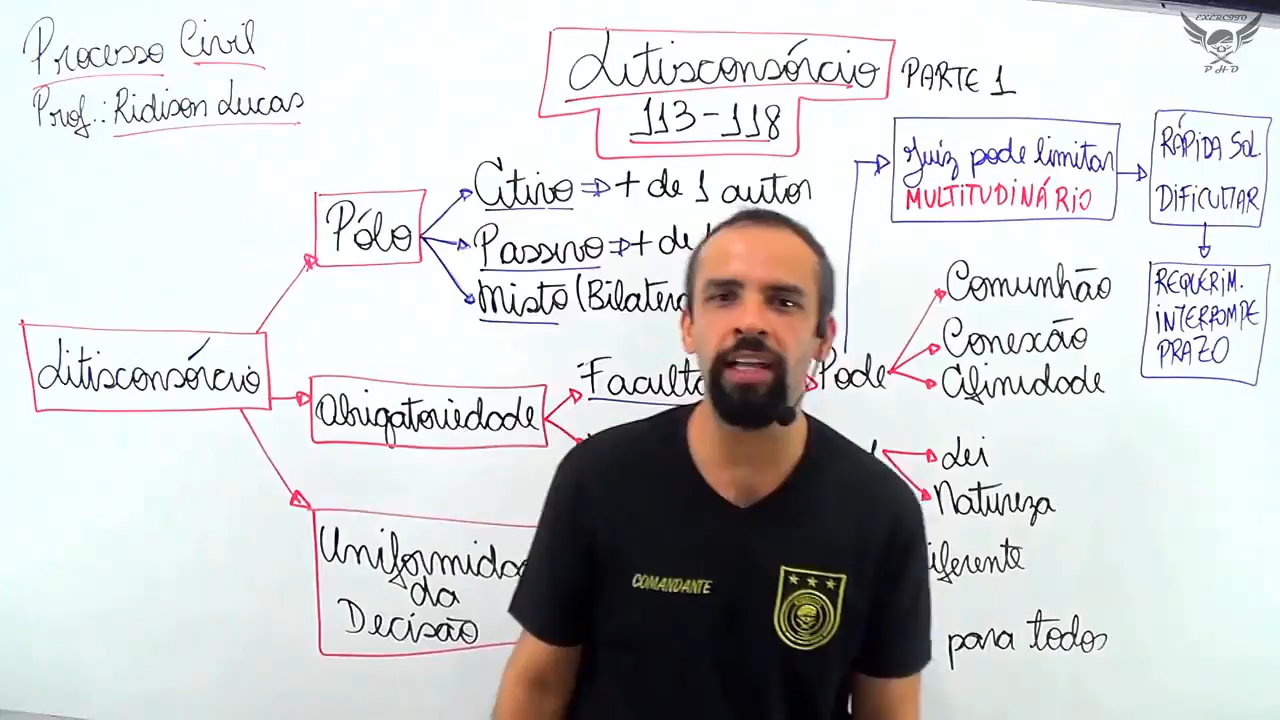 Processo Civil
Prof.: Ridison Lucas
Litisconsórcio PARTE 1
113-118
EXÉRCITO
PHD
Litisconsórcio
Pólo
Ativo => + de 1 autor
Passivo => + de
Misto (Bilatera
Obrigatoriedade
Faculta
Pode
Juiz pode limitar
MULTITUDINÁRIO
RÁPIDA SOL.
DIFICULTAR
REQUERIM.
INTERROMPE
PRAZO
Comunhão
Conexão
Afinidade
Lei
Natureza
Uniformida
da
Decisão
iferente
para todos
COMANDANTE